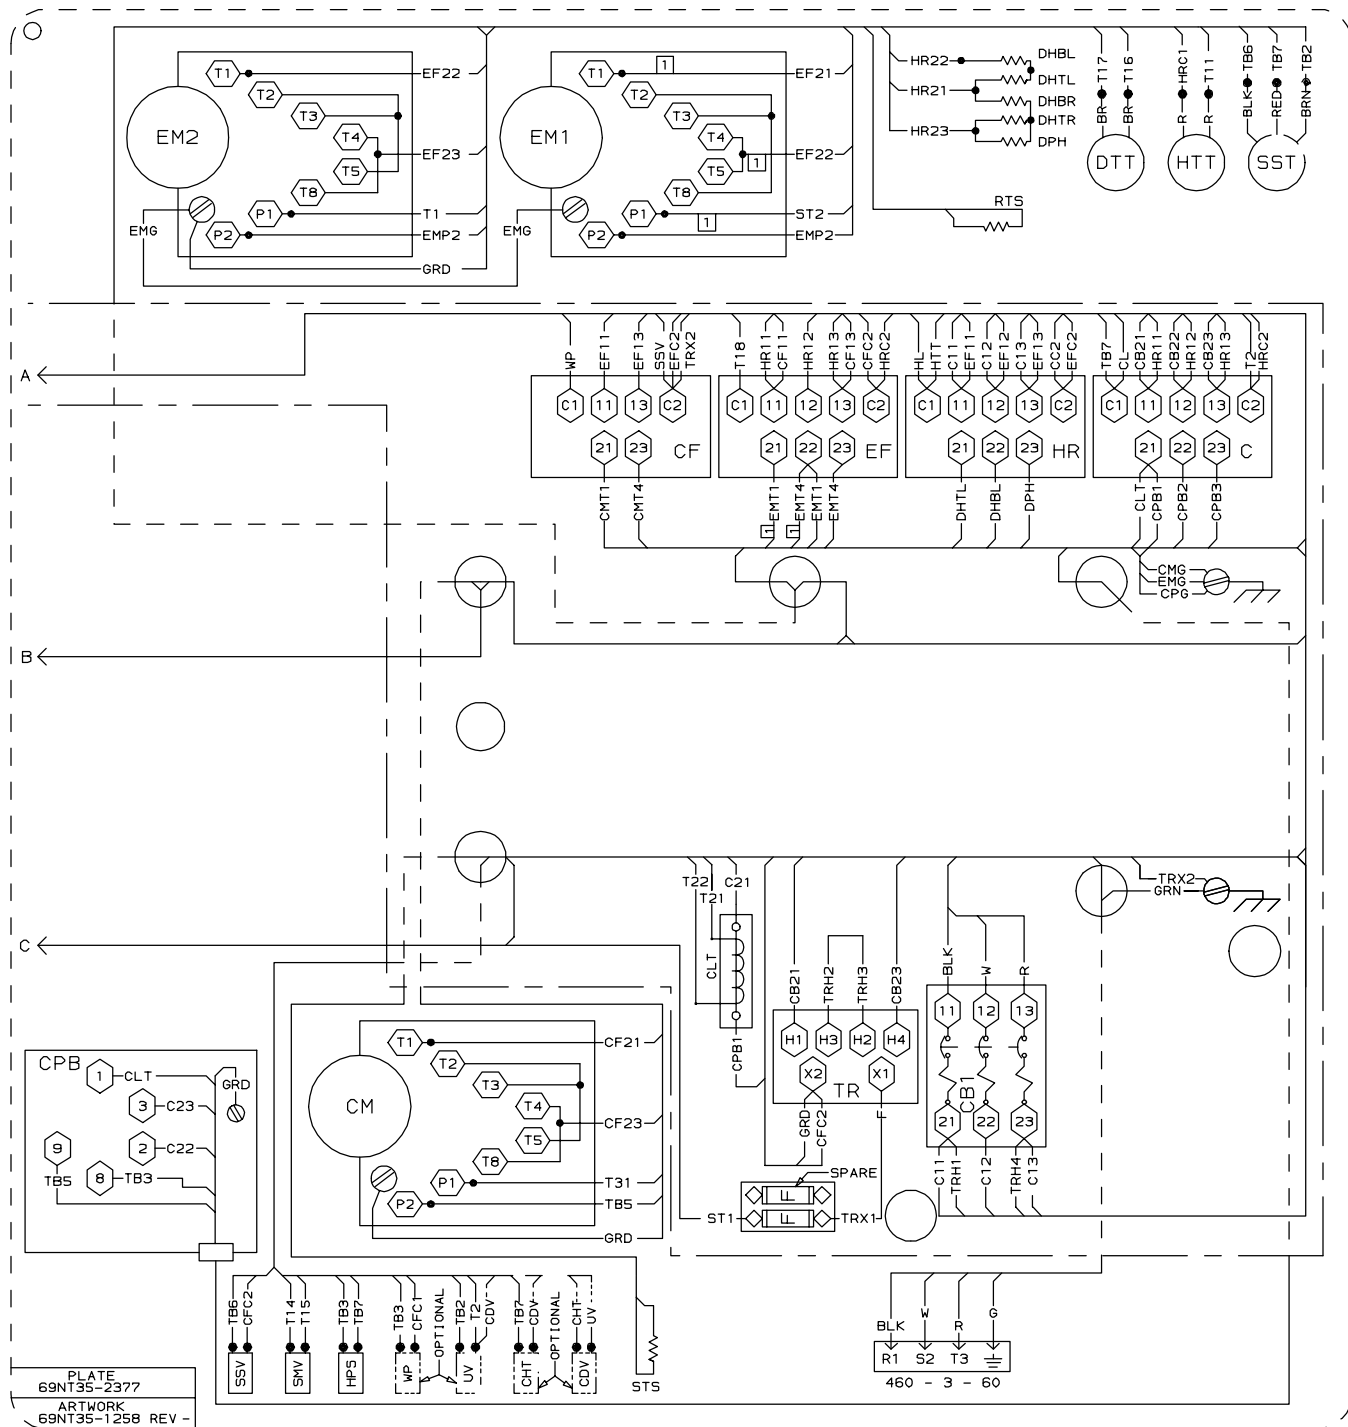 EM2
T1
EF22
T2
T3
T4
EF23
T5
T8
P1
T1
P2
EMP2
EMG
GRD
EM1
T1
1
EF21
T2
T3
T4
EF22
T5
1
T8
P1
1
ST2
P2
EMP2
EMG
HR22
HR21
HR23
DHBL
DHTL
DHBR
DHTR
DPH
RTS
BR T17
BR T16
DTT
R HRC1
R T11
HTT
BLK TB6
RED TB7
BRN TB2
SST
A
WP
EF11
EF13
SSV
EFC2
TRX2
C1
11
13
C2
21
23
CF
CMT1
CMT4
T18
HR11
CF11
HR12
HR13
CF13
CFC2
HRC2
C1
11
12
13
C2
21
22
23
EF
1
EMT1
1
EMT4
EMT1
EMT4
HL
HTT
C11
EF11
C12
EF12
C13
EF13
CC2
EFC2
C1
11
12
13
C2
21
22
23
HR
DHTL
DHBL
DPH
TB7
CL
CB21
HR11
CB22
HR12
CB23
HR13
T2
HRC2
C1
11
12
13
C2
21
22
23
C
CLT
CPB1
CPB2
CPB3
CMG
EMG
CPG
B
C
T22
T21
C21
CLT
CPB1
CB21
TRH2
TRH3
CB23
H1
H3
H2
H4
X2
X1
TR
GRD
CFC2
F
SPARE
F
F
ST1
TRX1
BLK
W
R
11
12
13
CB1
21
22
23
C11
TRH1
C12
TRH4
C13
TRX2
GRN
CPB
1
CLT
3
C23
2
C22
9
TB5
8
TB3
GRD
CM
T1
CF21
T2
T3
T4
CF23
T5
T8
P1
T31
P2
TB5
GRD
TB6
CFC2
SSV
T14
T15
SMV
TB3
TB7
HPS
TB3
CFC1
WP
OPTIONAL
TB2
T2
CDV
UV
TB7
CDV
CHT
OPTIONAL
CHT
UV
CDV
STS
BLK
W
R
G
R1
S2
T3
460 - 3 - 60
PLATE
69NT35-2377
ARTWORK
69NT35-1258 REV -